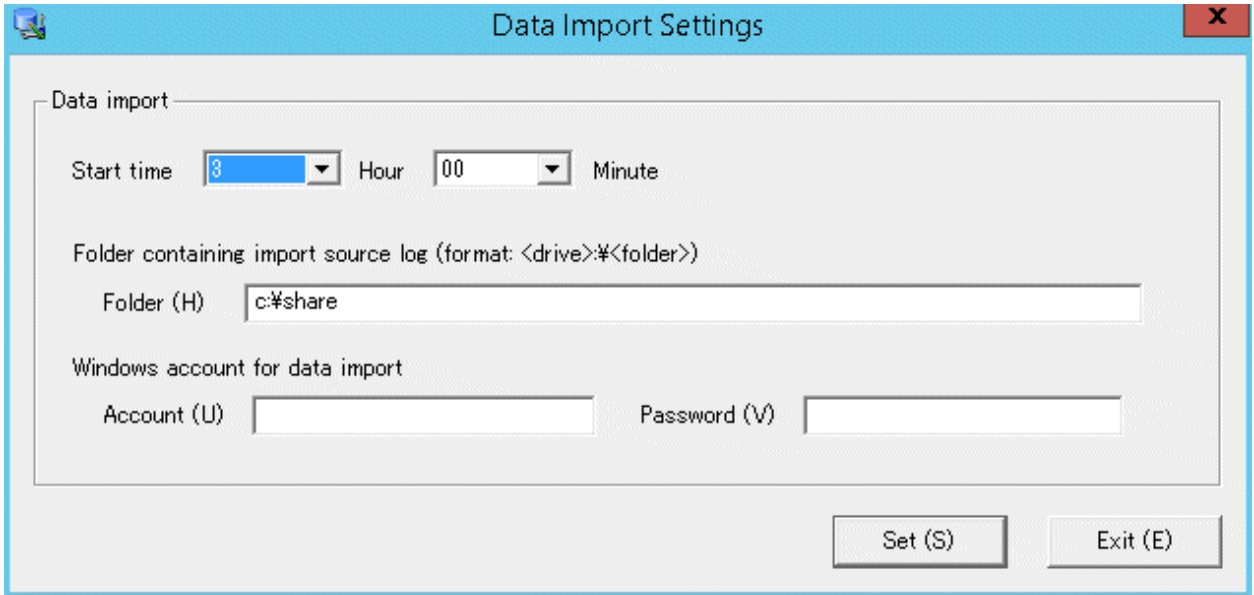 Data Import Settings
x
Data import
Start time 3 Hour 00 Minute
Folder containing import source log (format: <drive>:¥<folder>)
Folder (H) c:¥share
Windows account for data import
Account (U) Password (V)
Set (S) Exit (E)